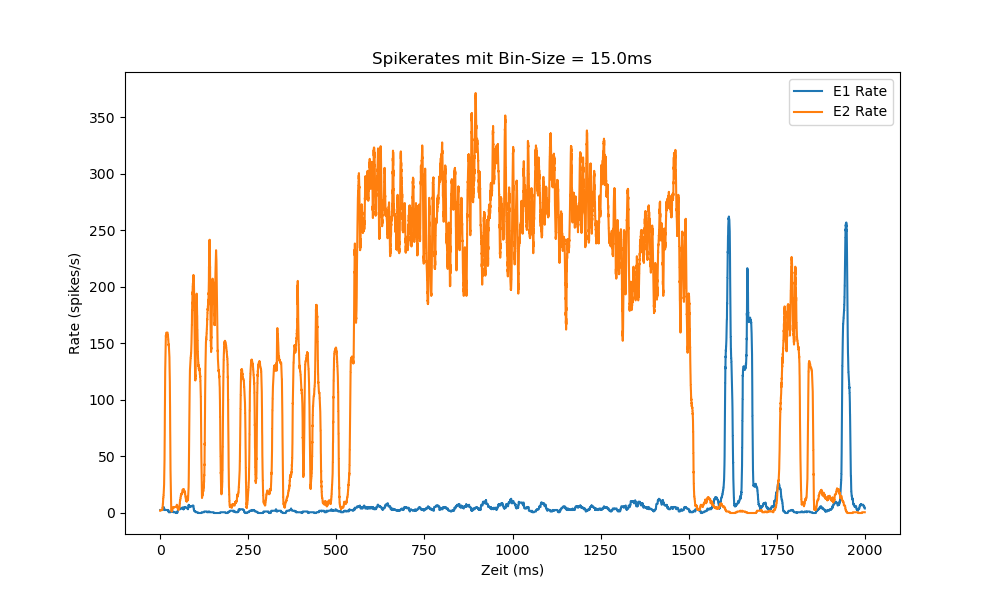 Spikerates mit Bin-Size = 15.0ms
E1 Rate
E2 Rate
Rate (spikes/s)
350
300
250
200
150
100
50
0
0 250 500 750 1000 1250 1500 1750 2000
Zeit (ms)